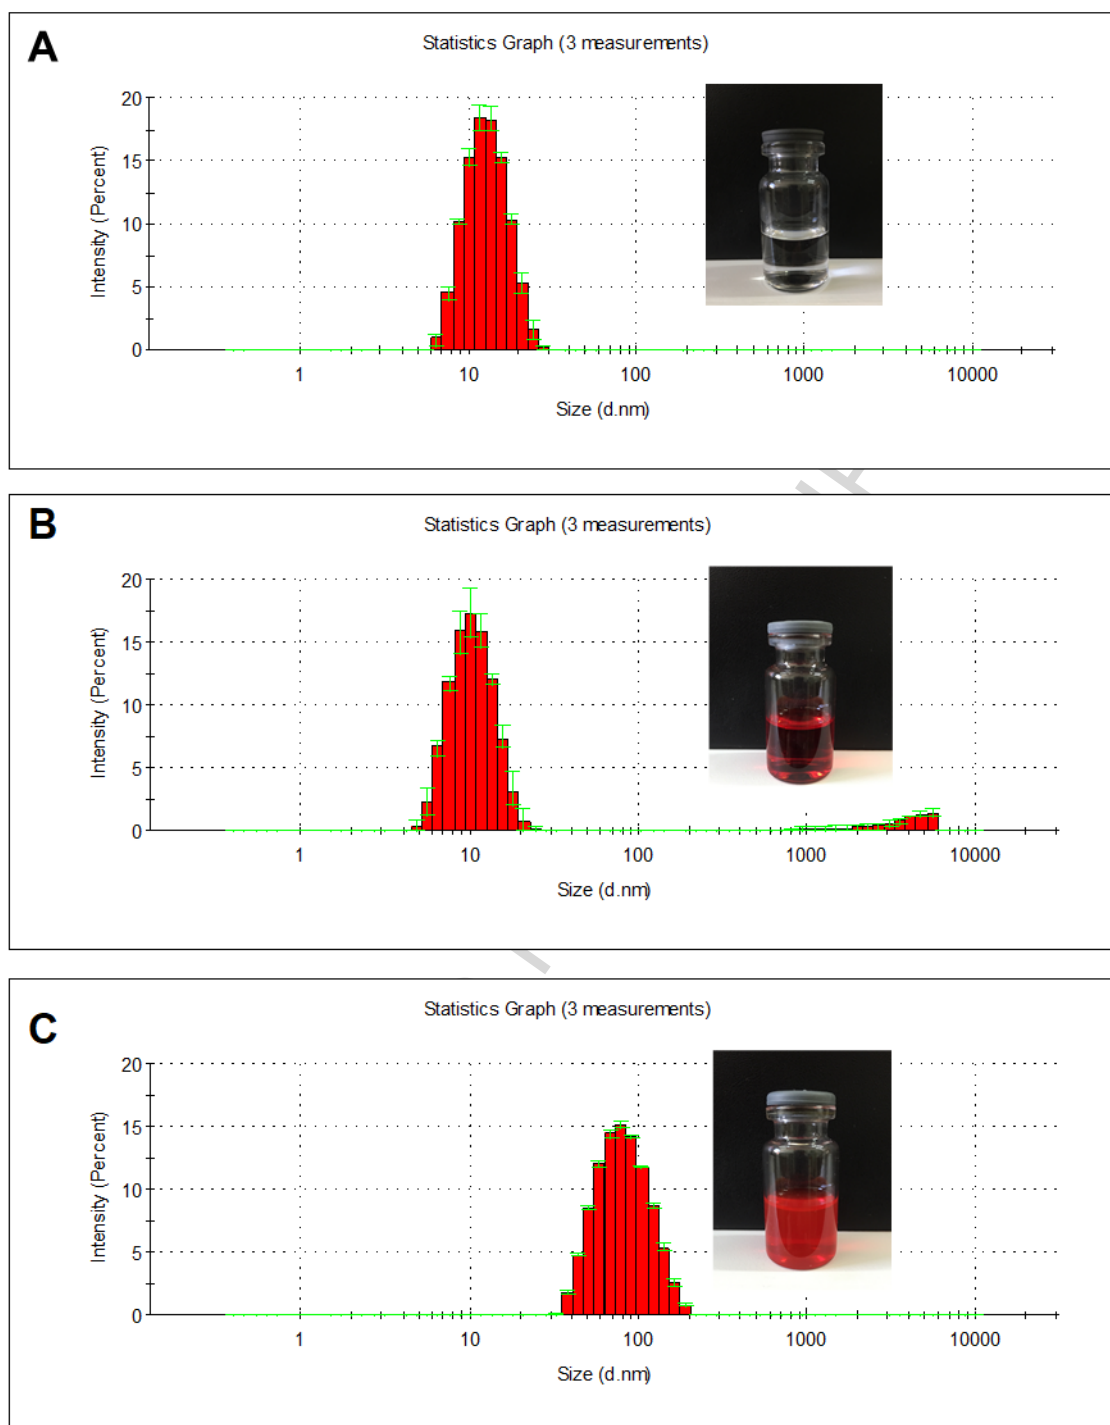 A
Statistics Graph (3 measurements)
20
15
10
5
0
Intensity (Percent)
1 10 100 1000 10000
Size (d.nm)
B
Statistics Graph (3 measurements)
20
15
10
5
0
Intensity (Percent)
1 10 100 1000 10000
Size (d.nm)
C
Statistics Graph (3 measurements)
20
15
10
5
0
Intensity (Percent)
1 10 100 1000 10000
Size (d.nm)